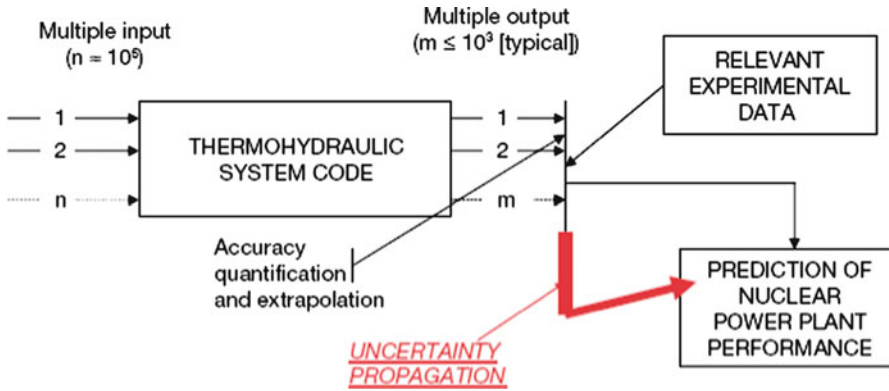 Multiple input
(n ≈ 10⁵)
Multiple output
(m ≤ 10³ [typical])
RELEVANT
EXPERIMENTAL
DATA
1
2
n
THERMOHYDRAULIC
SYSTEM CODE
1
2
m
Accuracy
quantification
and extrapolation
PREDICTION OF
NUCLEAR
POWER PLANT
PERFORMANCE
UNCERTAINTY
PROPAGATION